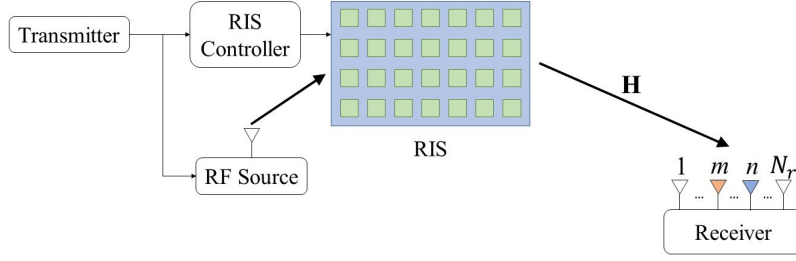 Transmitter
RIS
Controller
RF Source
RIS
H
1 m n N_r
... ... ...
Receiver